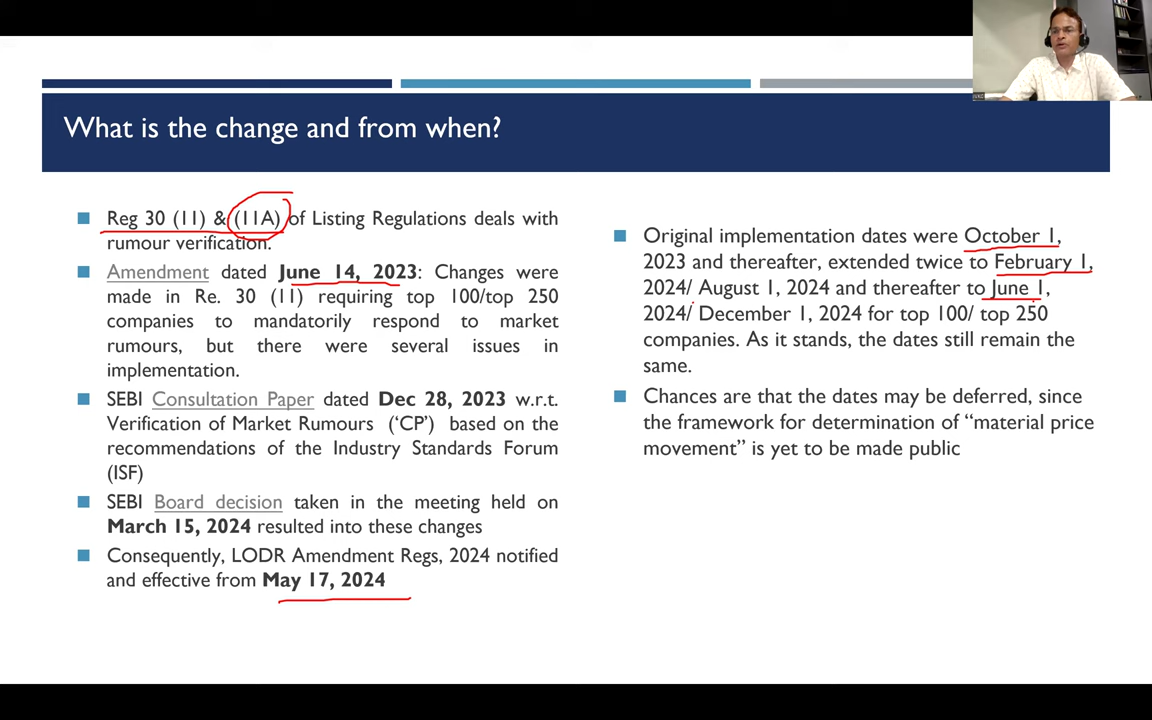 What is the change and from when?
Reg 30 (11) & (11A) of Listing Regulations deals with
rumour verification.
Amendment dated June 14, 2023: Changes were
made in Re. 30 (11) requiring top 100/top 250
companies to mandatorily respond to market
rumours, but there were several issues in
implementation.
SEBI Consultation Paper dated Dec 28, 2023 w.r.t.
Verification of Market Rumours ('CP') based on the
recommendations of the Industry Standards Forum
(ISF)
SEBI Board decision taken in the meeting held on
March 15, 2024 resulted into these changes
Consequently, LODR Amendment Regs, 2024 notified
and effective from May 17, 2024
Original implementation dates were October 1,
2023 and thereafter, extended twice to February 1,
2024/ August 1, 2024 and thereafter to June 1,
2024/ December 1, 2024 for top 100/ top 250
companies. As it stands, the dates still remain the
same.
Chances are that the dates may be deferred, since
the framework for determination of "material price
movement" is yet to be made public